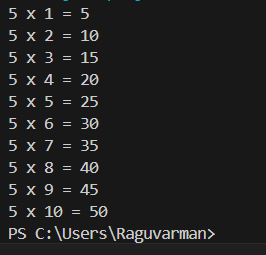 5 x 1 = 5
5 x 2 = 10
5 x 3 = 15
5 x 4 = 20
5 x 5 = 25
5 x 6 = 30
5 x 7 = 35
5 x 8 = 40
5 x 9 = 45
5 x 10 = 50
PS C:\Users\Raguvarman>